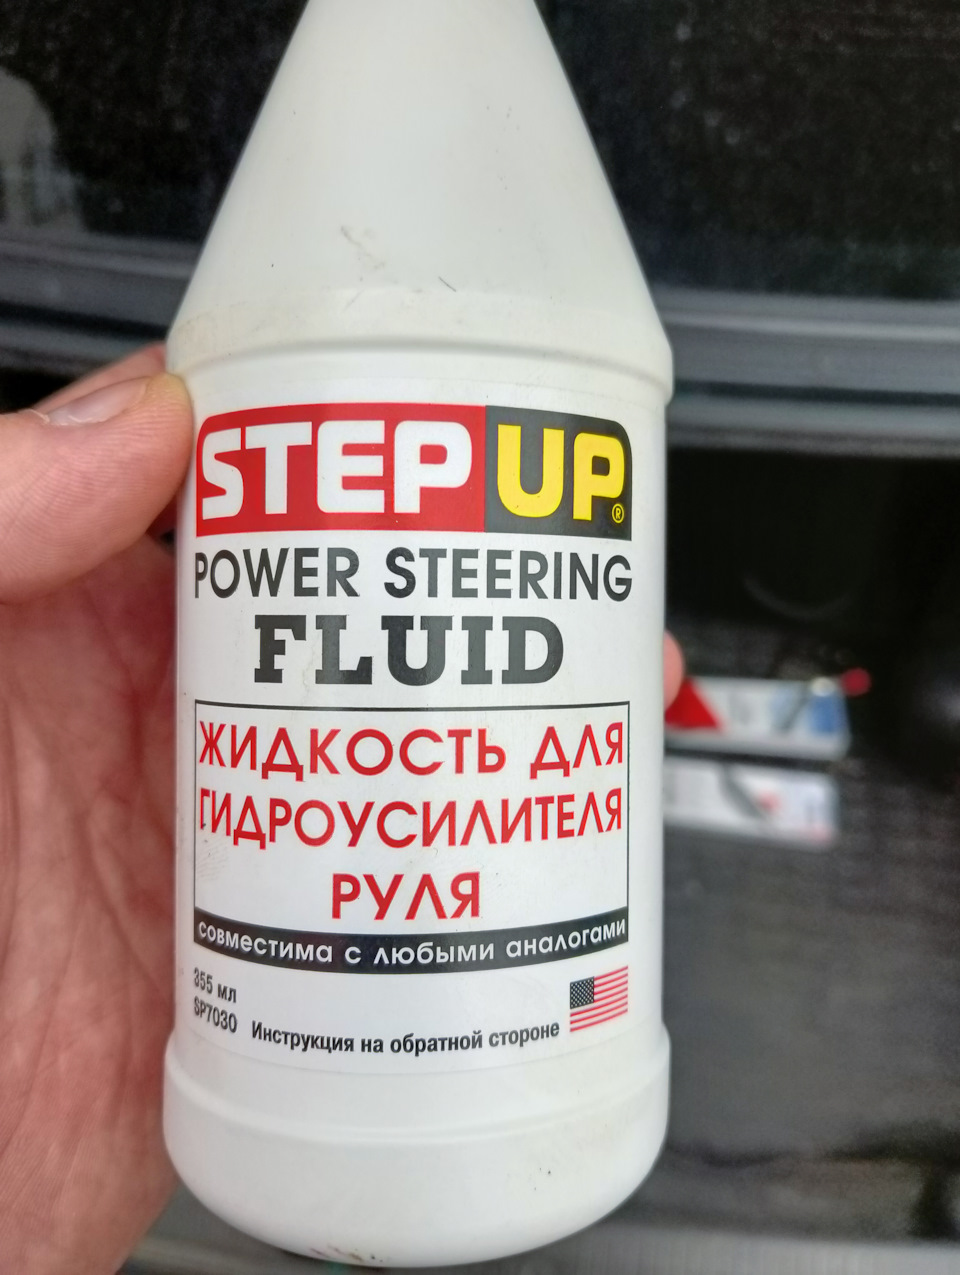 STEP UP®
POWER STEERING
FLUID
ЖИДКОСТЬ ДЛЯ
ГИДРОУСИЛИТЕЛЯ
РУЛЯ
совместима с любыми аналогами
355 мл
SP7030
Инструкция на обратной стороне